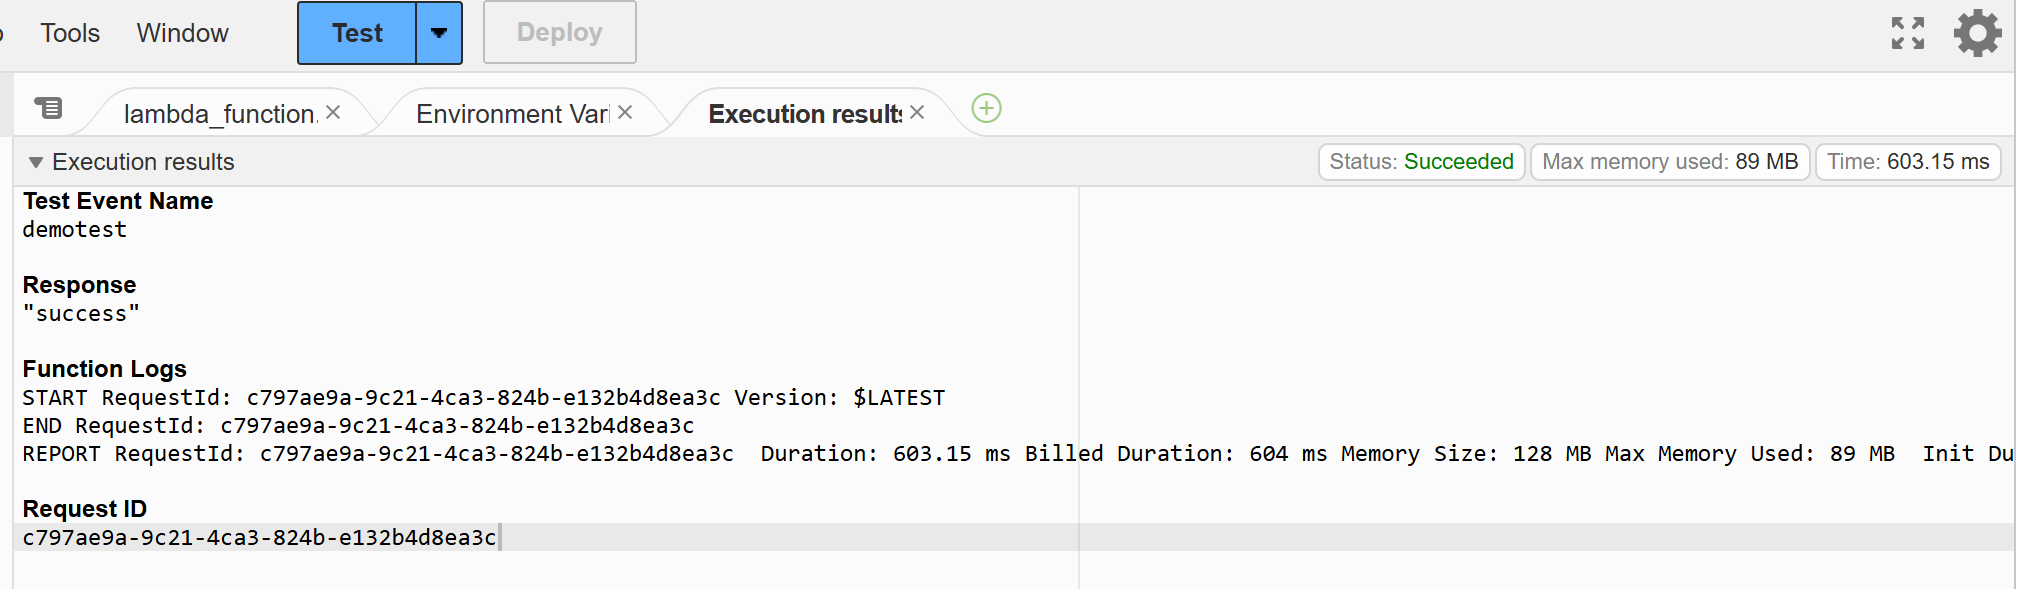 Tools Window Test Deploy
lambda_function. Environment Vari Execution results
Execution results Status: Succeeded Max memory used: 89 MB Time: 603.15 ms
Test Event Name
demotest
Response
"success"
Function Logs
START RequestId: c797ae9a-9c21-4ca3-824b-e132b4d8ea3c Version: $LATEST
END RequestId: c797ae9a-9c21-4ca3-824b-e132b4d8ea3c
REPORT RequestId: c797ae9a-9c21-4ca3-824b-e132b4d8ea3c Duration: 603.15 ms Billed Duration: 604 ms Memory Size: 128 MB Max Memory Used: 89 MB Init Du
Request ID
c797ae9a-9c21-4ca3-824b-e132b4d8ea3c